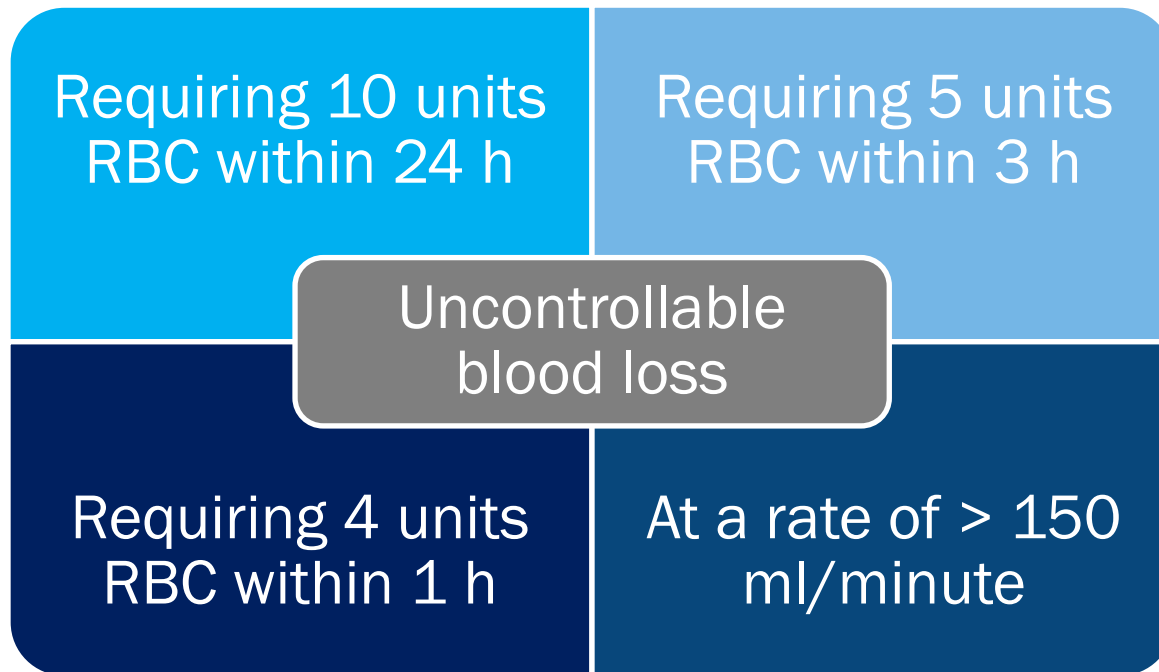 Requiring 10 units
RBC within 24 h
Requiring 5 units
RBC within 3 h
Uncontrollable
blood loss
Requiring 4 units
RBC within 1 h
At a rate of > 150
ml/minute